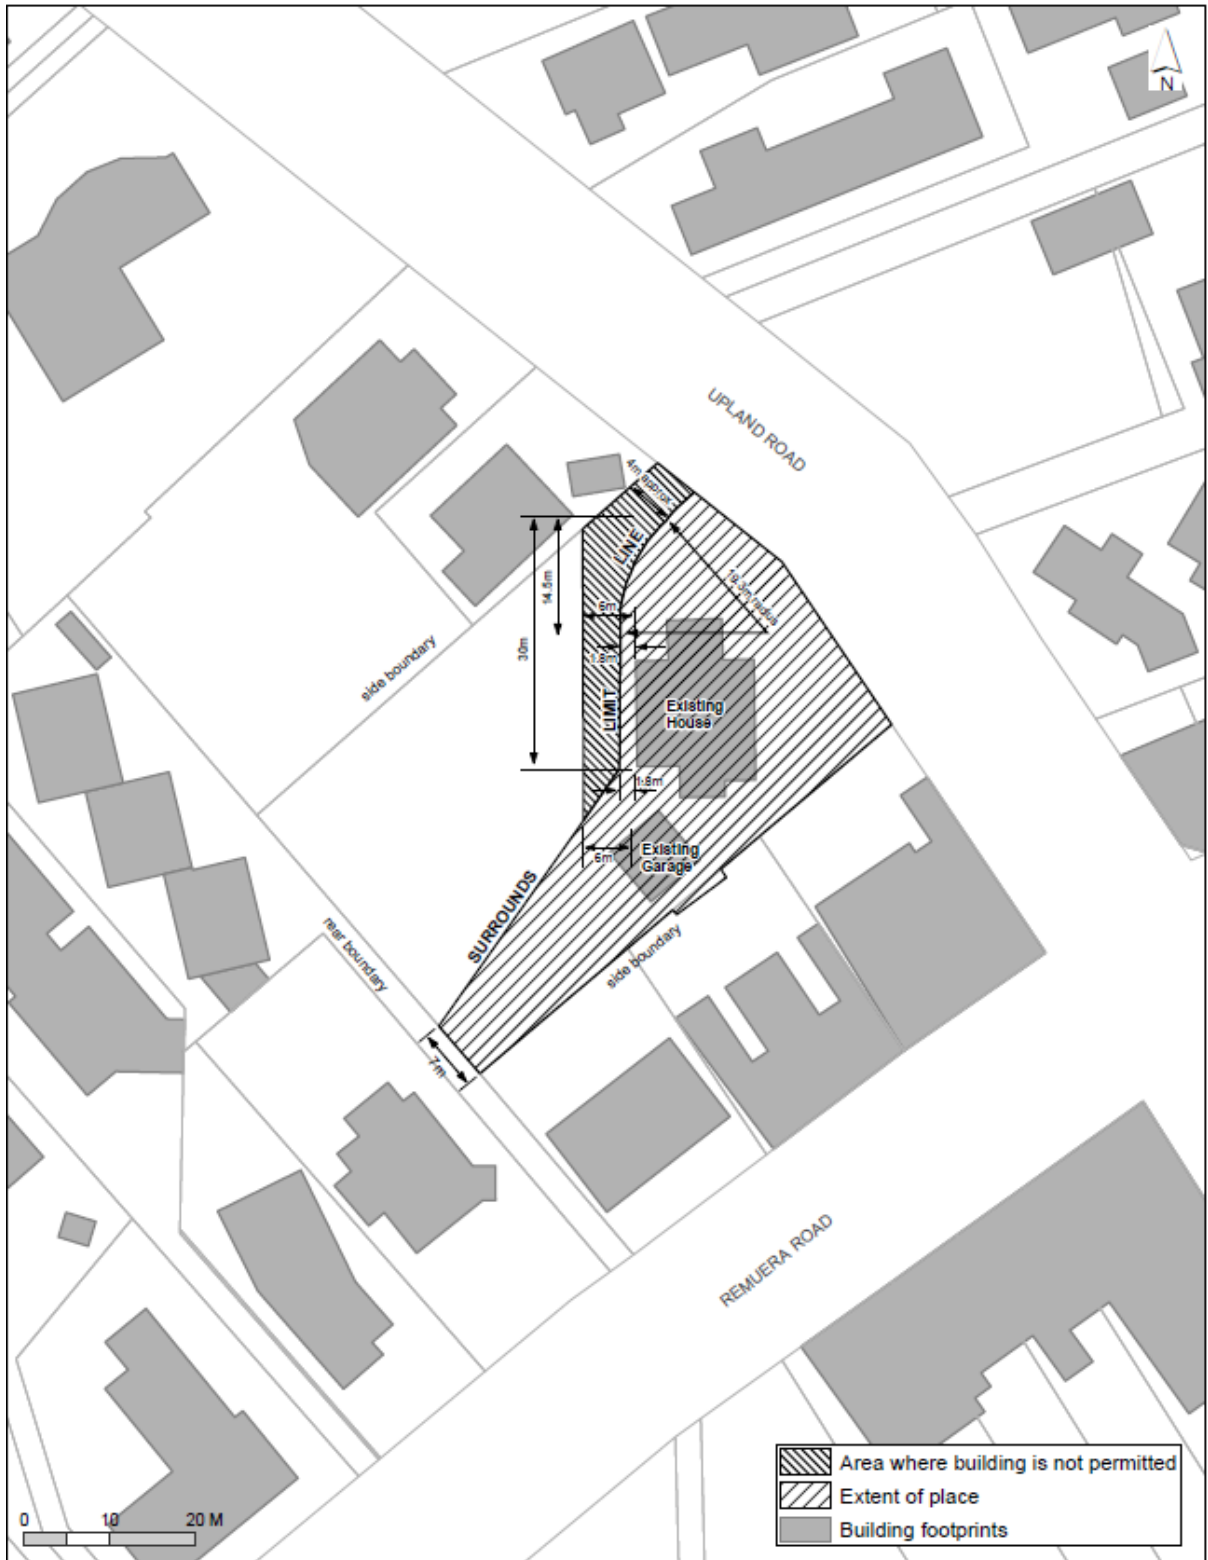 N
UPLAND ROAD
4m approx
LINE
19.3m radius
14.5m
30m
6m
1.8m
side boundary
LIMIT
Existing
House
1.8m
6m
Existing
Garage
SURROUNDS
rear boundary
side boundary
7m
REMUERA ROAD
Area where building is not permitted
Extent of place
Building footprints
0 10 20 M